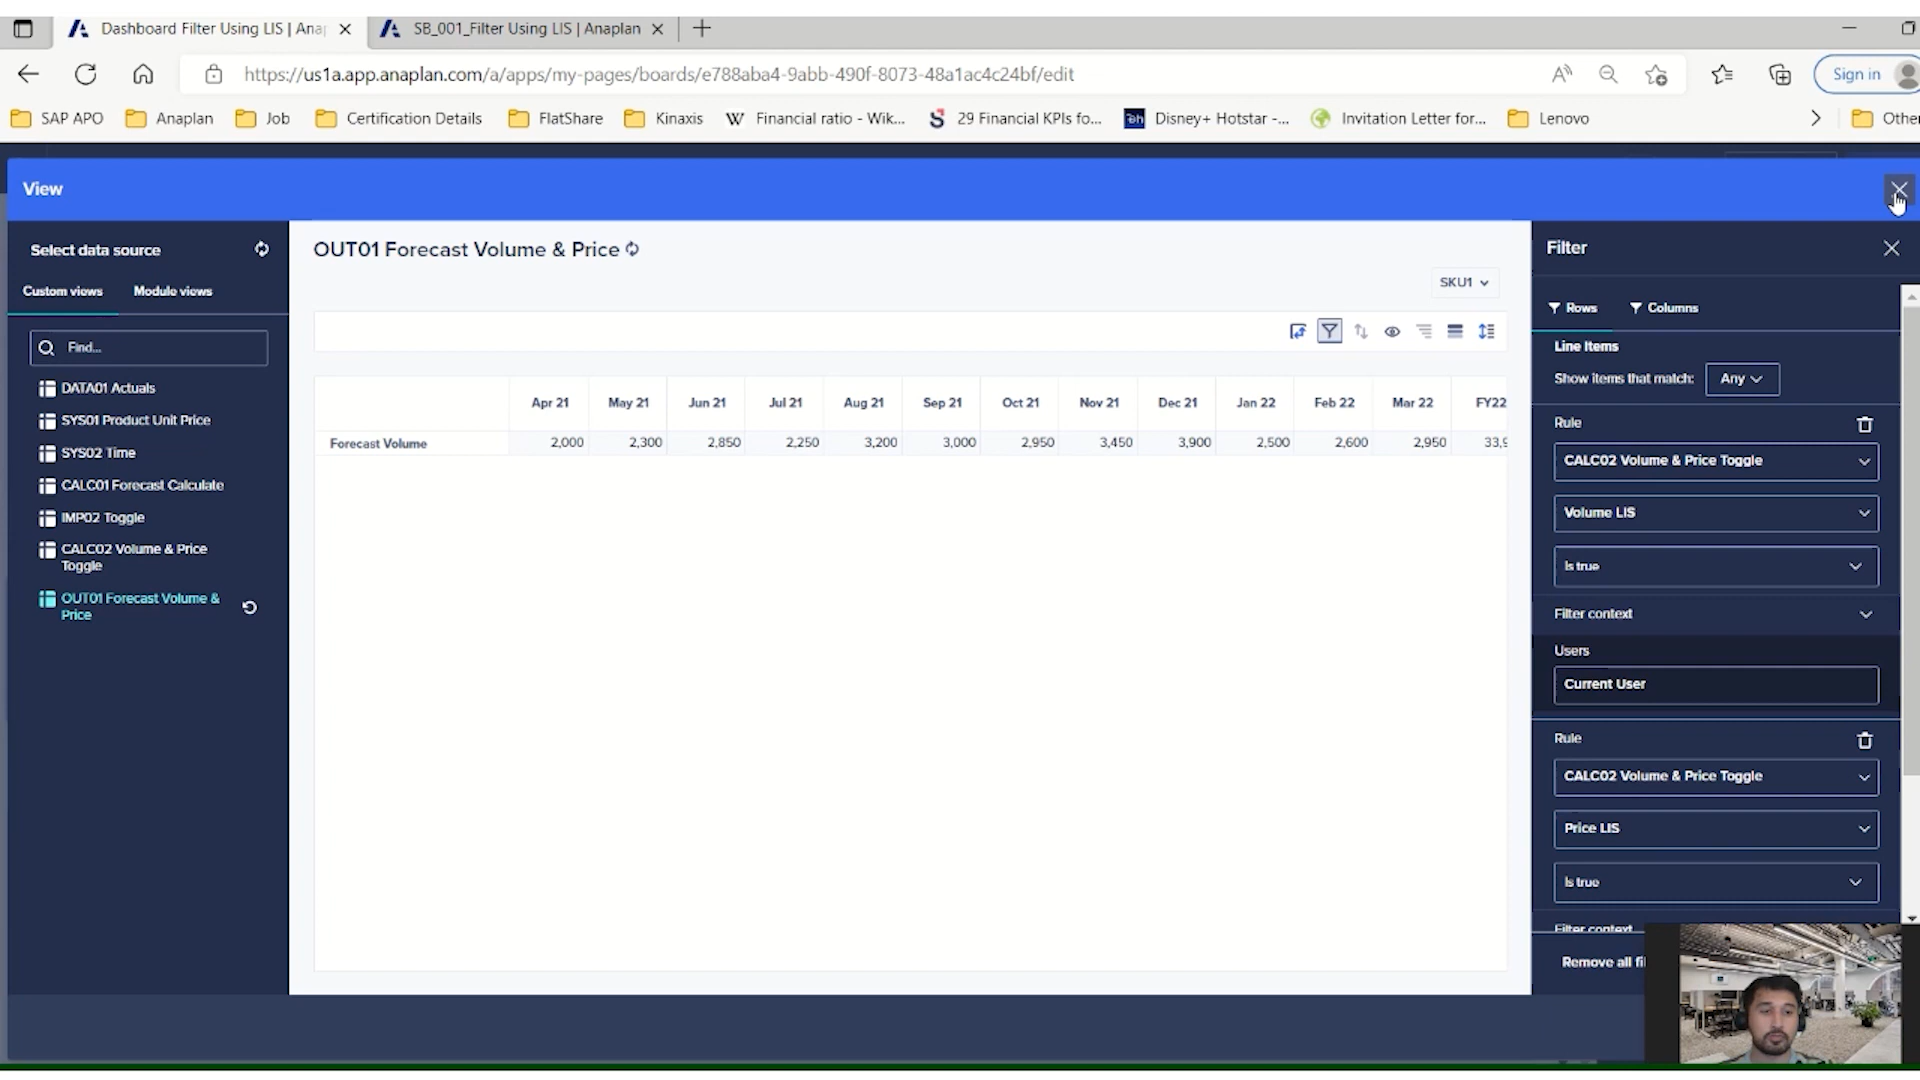 Dashboard Filter Using LIS | Ana
SB_001_Filter Using LIS | Anaplan
https://us1a.app.anaplan.com/a/apps/my-pages/boards/e788aba4-9abb-490f-8073-48a1ac4c24bf/edit
Sign in
SAP APO
Anaplan
Job
Certification Details
FlatShare
Kinaxis
Financial ratio - Wik...
29 Financial KPIs fo...
Disney+ Hotstar -...
Invitation Letter for...
Lenovo
Other
View
Select data source
Custom views
Module views
Find...
DATA01 Actuals
SYS01 Product Unit Price
SYS02 Time
CALC01 Forecast Calculate
IMP02 Toggle
CALC02 Volume & Price
Toggle
OUT01 Forecast Volume &
Price
OUT01 Forecast Volume & Price
SKU1
Apr 21 May 21 Jun 21 Jul 21 Aug 21 Sep 21 Oct 21 Nov 21 Dec 21 Jan 22 Feb 22 Mar 22 FY22
Forecast Volume 2,000 2,300 2,850 2,250 3,200 3,000 2,950 3,450 3,900 2,500 2,600 2,950 33,9
Filter
Rows
Columns
Line Items
Show items that match: Any
Rule
CALC02 Volume & Price Toggle
Volume LIS
Is true
Filter context
Users
Current User
Rule
CALC02 Volume & Price Toggle
Price LIS
Is true
Filter context
Remove all fil